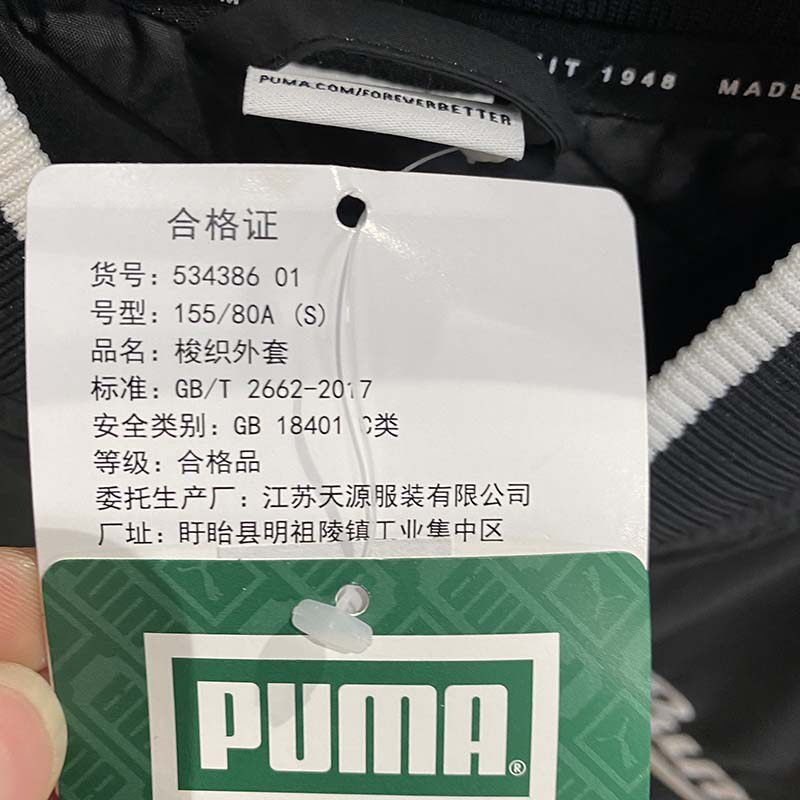 PUMA.COM/FOREVERBETTER
1948 MADE
合格证
货号: 534386 01
号型: 155/80A (S)
品名: 梭织外套
标准: GB/T 2662-2017
安全类别: GB 18401 C类
等级: 合格品
委托生产厂: 江苏天源服装有限公司
厂址: 盱眙县明祖陵镇工业集中区
PUMA®